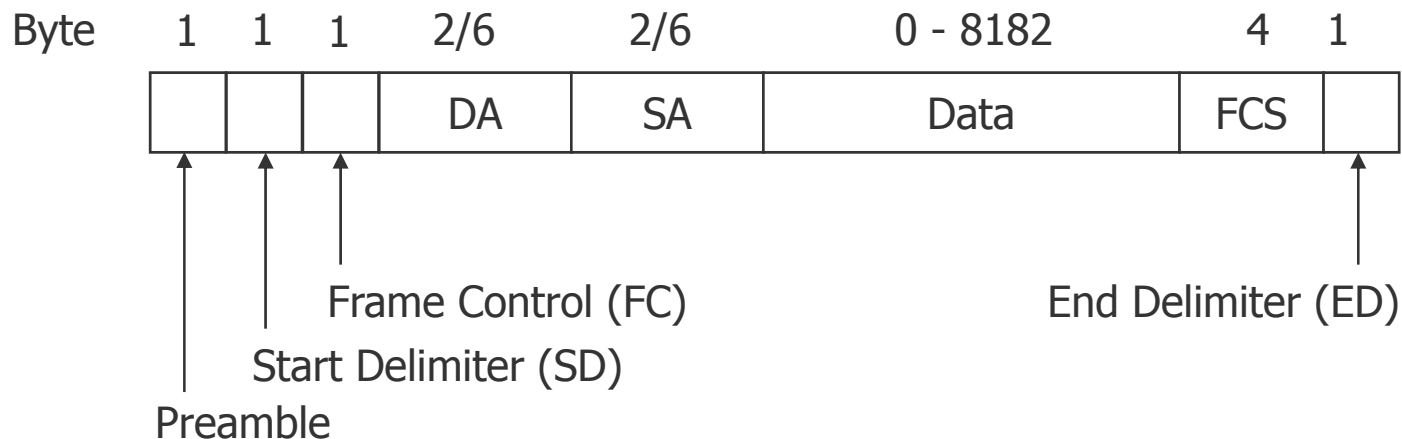 Byte 1 1 1 2/6 2/6 0 - 8182 4 1
DA SA Data FCS
Frame Control (FC) End Delimiter (ED)
Start Delimiter (SD)
Preamble